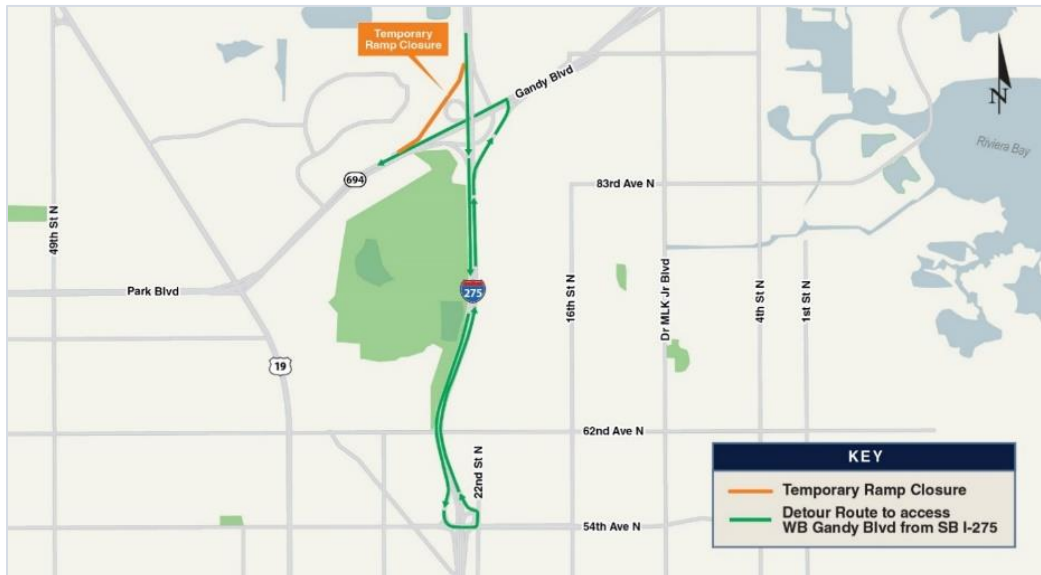 Temporary
Ramp Closure
Gandy Blvd
N
Riviera Bay
694
83rd Ave N
49th St N
Park Blvd
275
16th St N
Dr MLK Jr Blvd
4th St N
1st St N
19
62nd Ave N
22nd St N
54th Ave N
KEY
Temporary Ramp Closure
Detour Route to access
WB Gandy Blvd from SB I-275